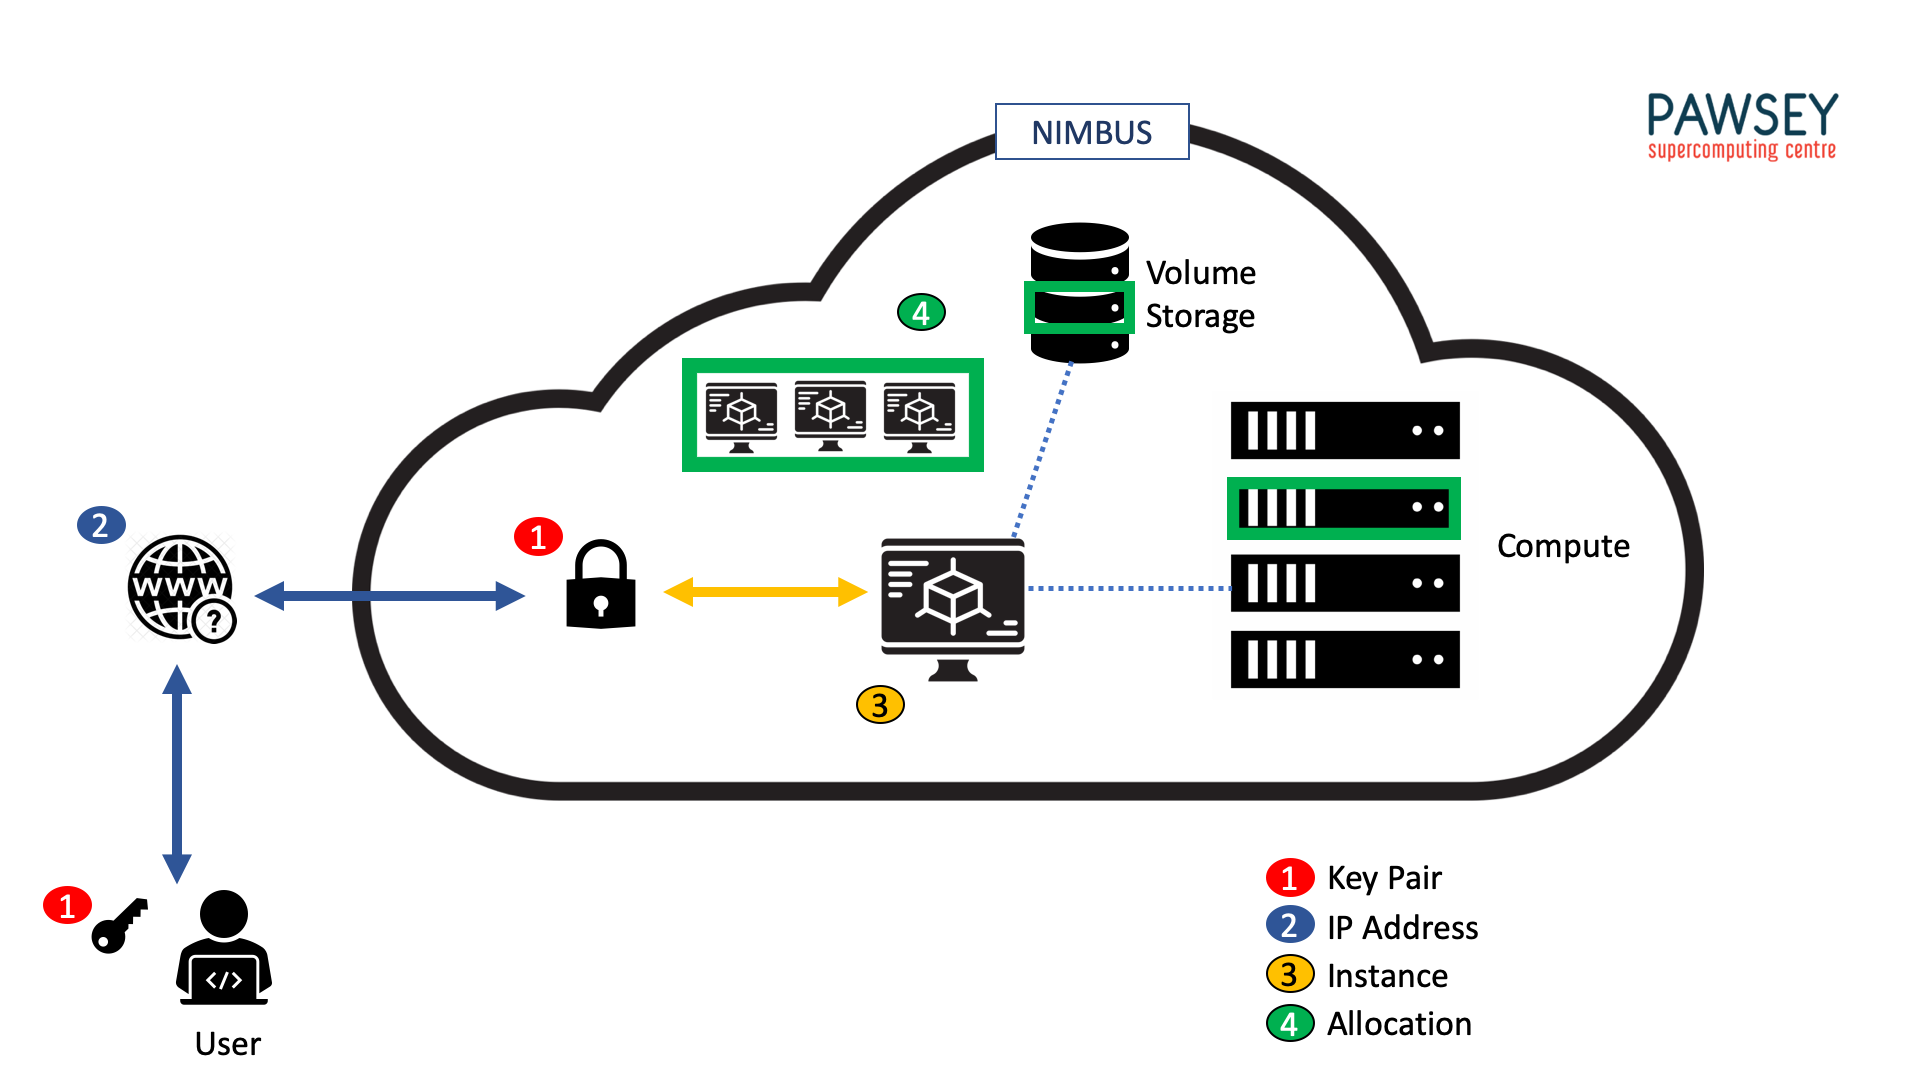 NIMBUS
PAWSEY
supercomputing centre
Volume
Storage
4
2
WWW
?
1
3
Compute
1
</>
User
1 Key Pair
2 IP Address
3 Instance
4 Allocation